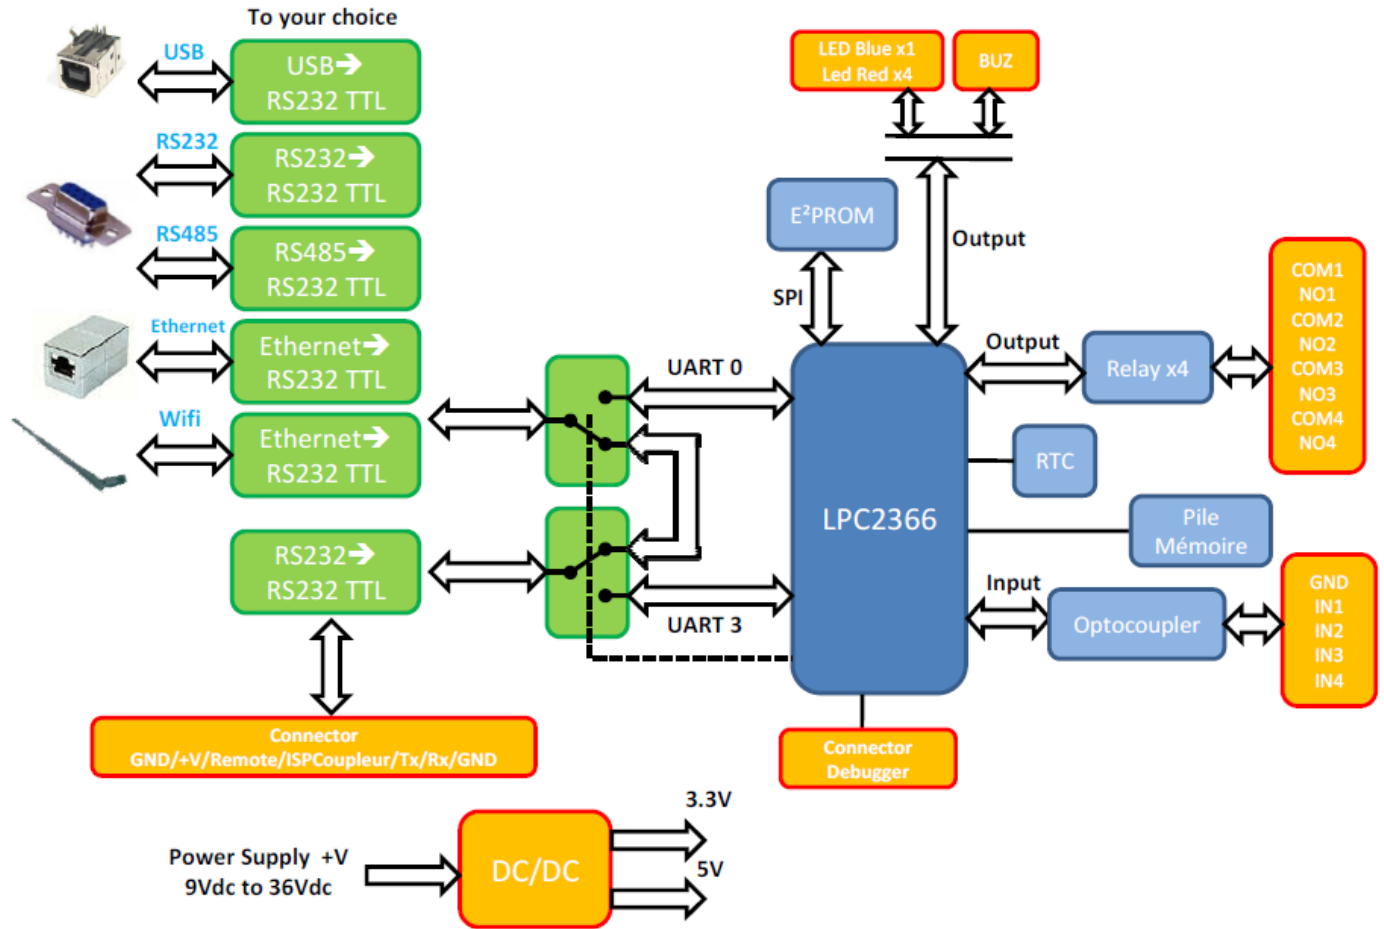 To your choice
USB
USB➔
RS232 TTL
RS232
RS232➔
RS232 TTL
RS485
RS485➔
RS232 TTL
Ethernet
Ethernet➔
RS232 TTL
Wifi
Ethernet➔
RS232 TTL
RS232➔
RS232 TTL
Connector
GND/+V/Remote/ISPCoupleur/Tx/Rx/GND
Power Supply +V
9Vdc to 36Vdc
DC/DC
3.3V
5V
UART 0
UART 3
LED Blue x1
Led Red x4
BUZ
E²PROM
SPI
Output
LPC2366
Output
Relay x4
COM1
NO1
COM2
NO2
COM3
NO3
COM4
NO4
RTC
Pile
Mémoire
Input
Optocoupler
GND
IN1
IN2
IN3
IN4
Connector
Debugger